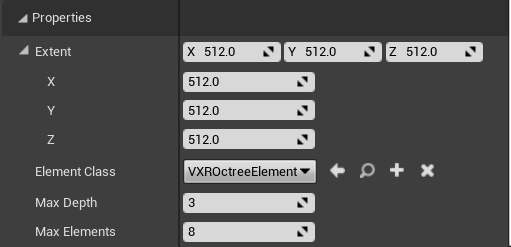 Properties
Extent X 512.0 Y 512.0 Z 512.0
X 512.0
Y 512.0
Z 512.0
Element Class VXROctreeElement
Max Depth 3
Max Elements 8